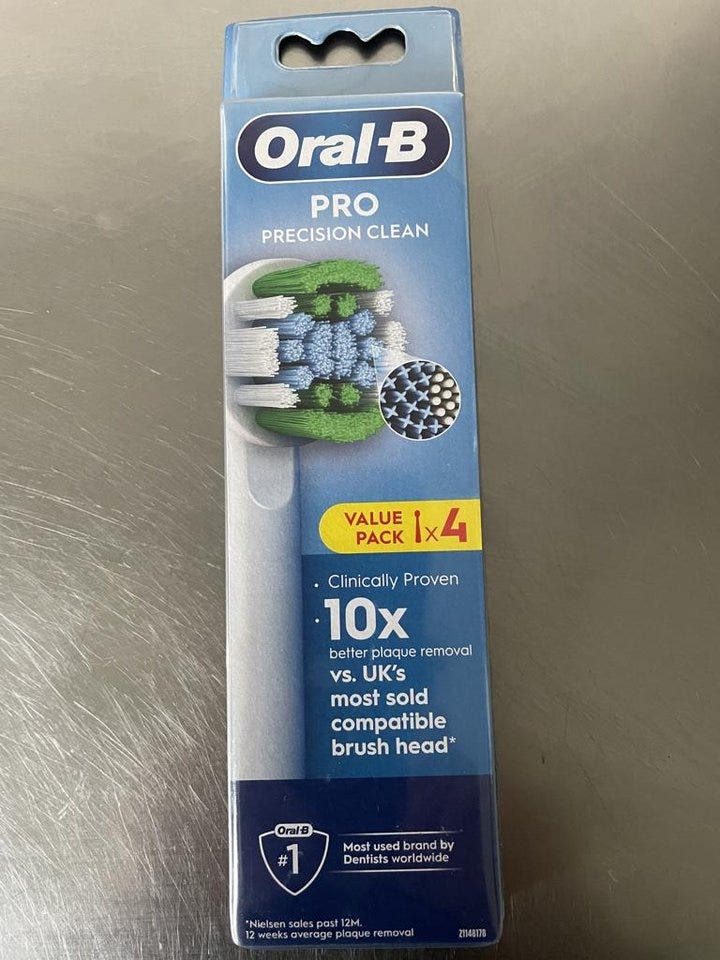 Oral-B
PRO
PRECISION CLEAN
VALUE
PACK x4
• Clinically Proven
• 10x
better plaque removal
vs. UK's
most sold
compatible
brush head*
Oral-B
#1
Most used brand by
Dentists worldwide
*Nielsen sales past 12M.
12 weeks average plaque removal
Z1148178